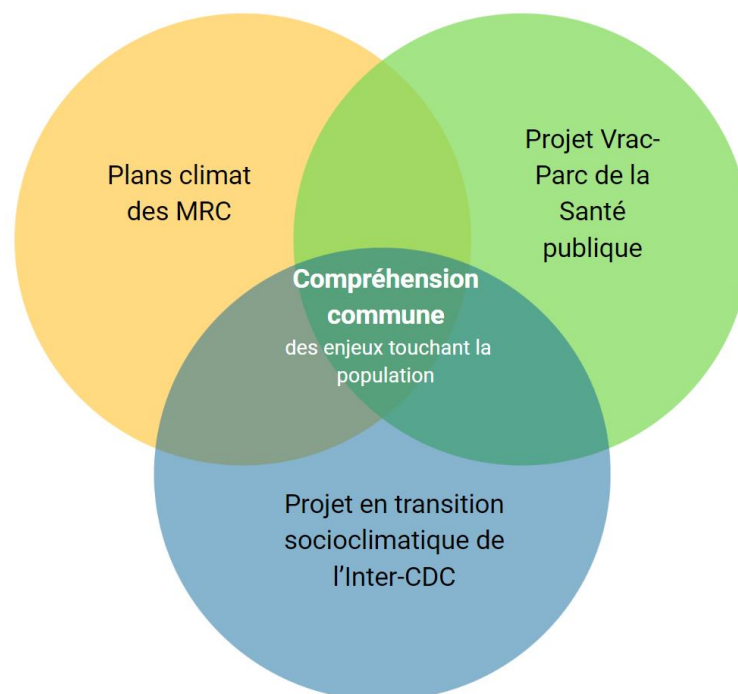 Plans climat
des MRC
Projet Vrac-
Parc de la
Santé
publique
Compréhension
commune
des enjeux touchant la
population
Projet en transition
socioclimatique de
l'Inter-CDC